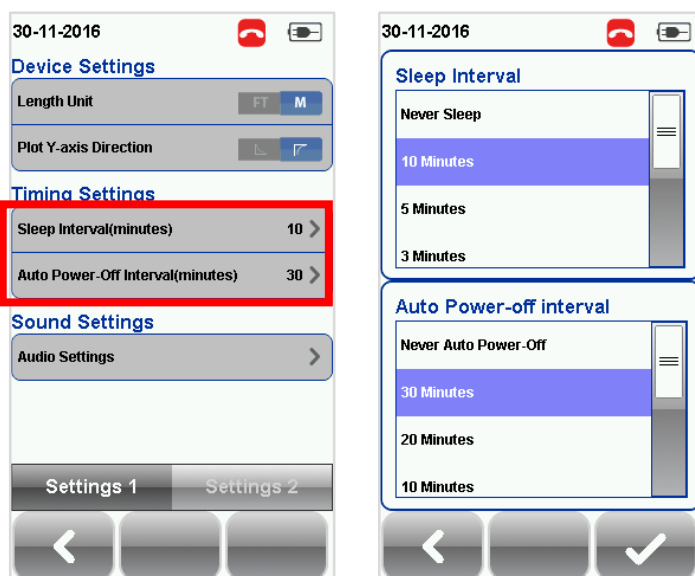 30-11-2016
Device Settings
Length Unit FT M
Plot Y-axis Direction
Timing Settings
Sleep Interval(minutes) 10
Auto Power-Off Interval(minutes) 30
Sound Settings
Audio Settings
Settings 1 Settings 2
30-11-2016
Sleep Interval
Never Sleep
10 Minutes
5 Minutes
3 Minutes
Auto Power-off interval
Never Auto Power-Off
30 Minutes
20 Minutes
10 Minutes